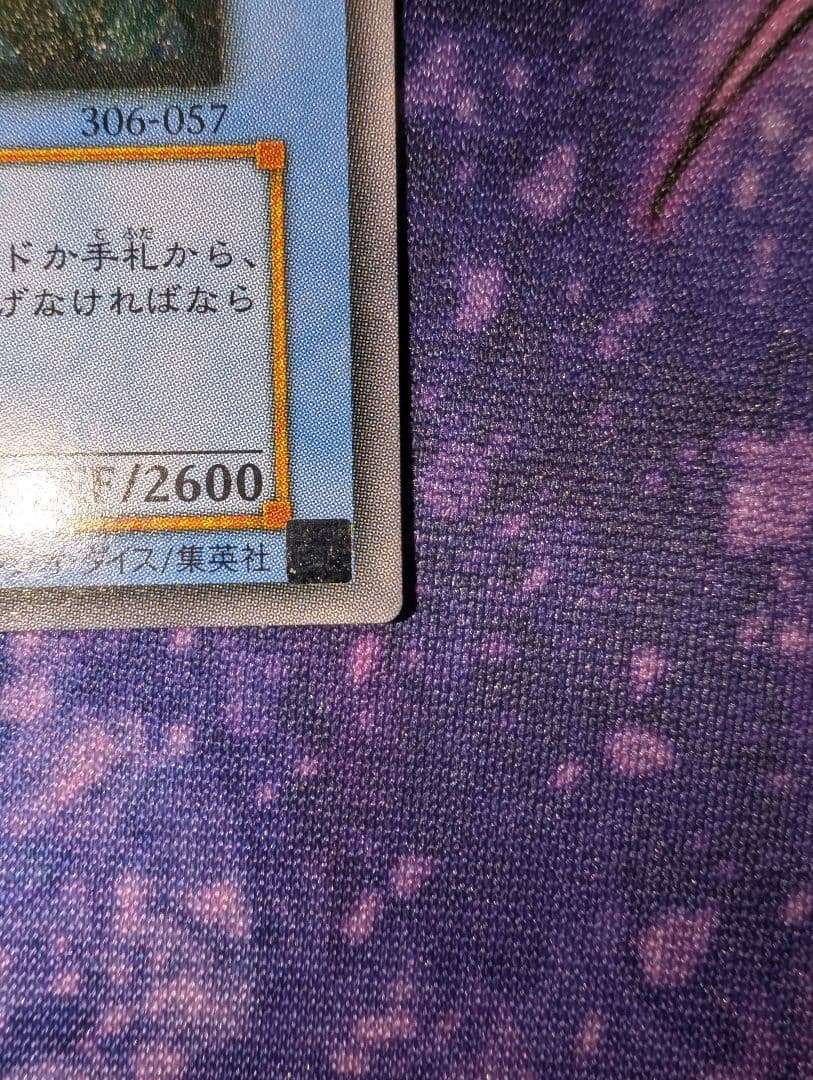 306-057
ドか手札から、
げなければなら
F/2600
ダイス/集英社